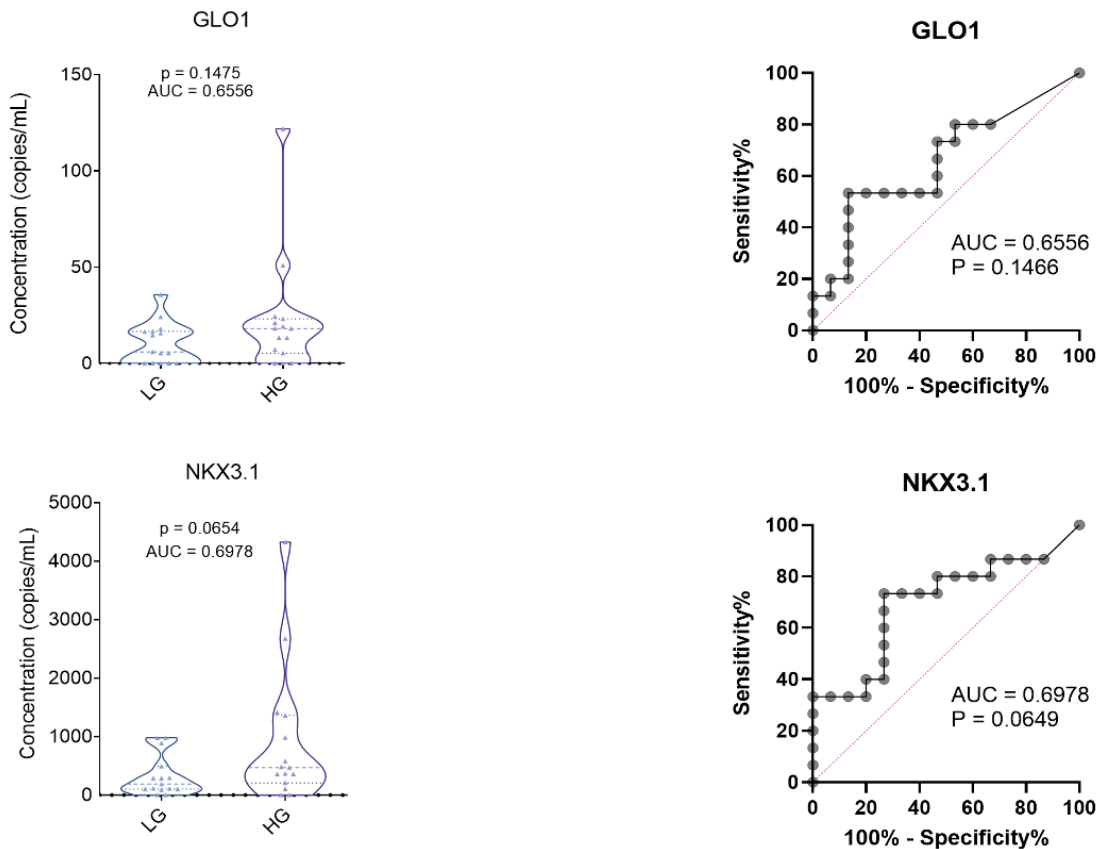 GLO1
p = 0.1475
AUC = 0.6556
150
100
50
0
Concentration (copies/mL)
LG
HG
GLO1
100
80
60
40
20
0
Sensitivity%
AUC = 0.6556
P = 0.1466
0 20 40 60 80 100
100% - Specificity%
NKX3.1
p = 0.0654
AUC = 0.6978
5000
4000
3000
2000
1000
0
Concentration (copies/mL)
LG
HG
NKX3.1
100
80
60
40
20
0
Sensitivity%
AUC = 0.6978
P = 0.0649
0 20 40 60 80 100
100% - Specificity%